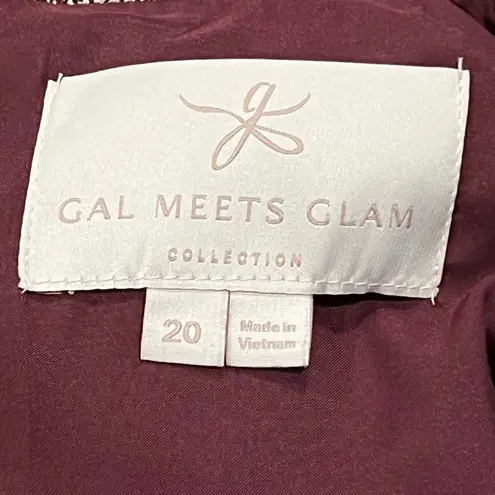 GAL MEETS GLAM
COLLECTION
20
Made in
Vietnam